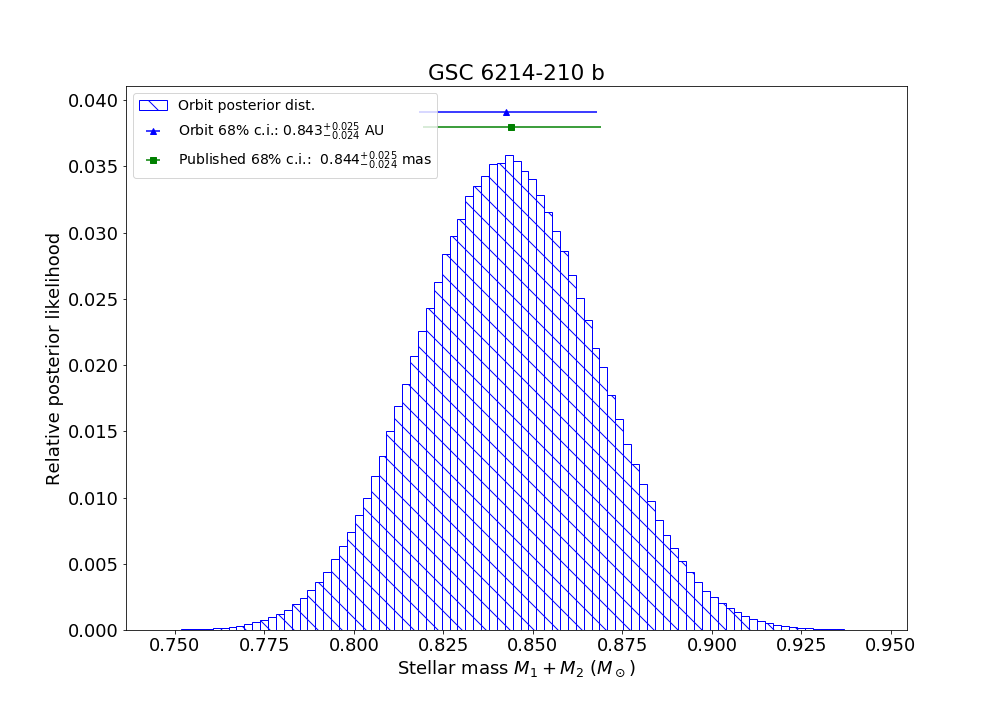 GSC 6214-210 b
Orbit posterior dist.
Orbit 68% c.i.: 0.843$^{+0.025}_{-0.024}$ AU
Published 68% c.i.:  0.844$^{+0.025}_{-0.024}$ mas
Relative posterior likelihood
0.040
0.035
0.030
0.025
0.020
0.015
0.010
0.005
0.000
0.750 0.775 0.800 0.825 0.850 0.875 0.900 0.925 0.950
Stellar mass $M_1 + M_2$ ($M_\odot$)